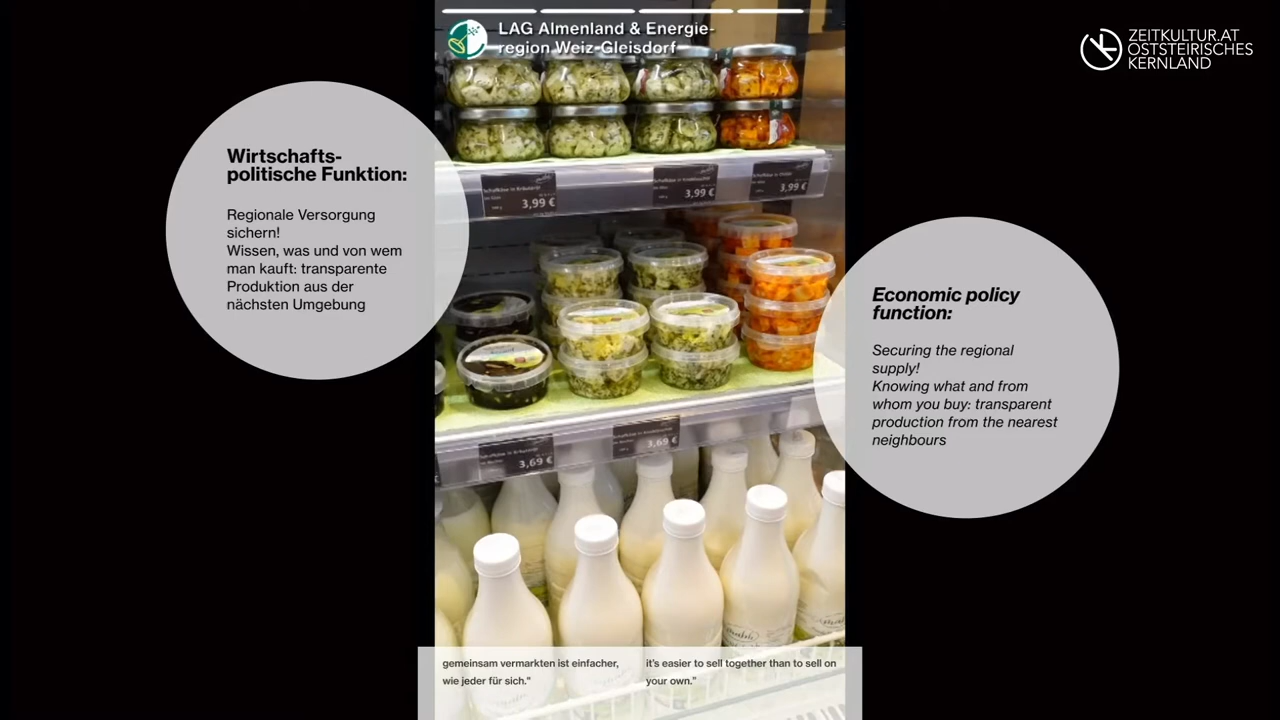 LAG Almenland & Energie-
region Weiz-Gleisdorf
ZEITKULTUR.AT
OSTSTEIRISCHES
KERNLAND
Wirtschafts-
politische Funktion:
Regionale Versorgung
sichern!
Wissen, was und von wem
man kauft: transparente
Produktion aus der
nächsten Umgebung
3,99 €
3,99 €
3,99 €
Economic policy
function:
Securing the regional
supply!
Knowing what and from
whom you buy: transparent
production from the nearest
neighbours
3,69 €
3,69 €
gemeinsam vermarkten ist einfacher,
wie jeder für sich."
it's easier to sell together than to sell on
your own."